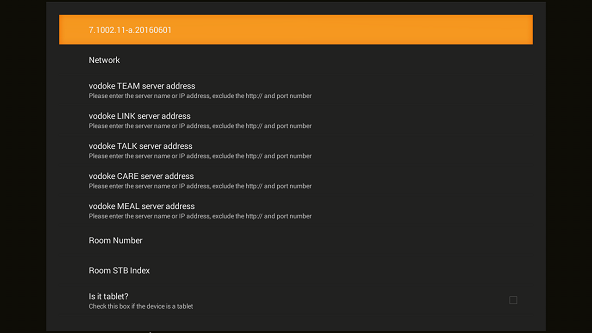 7.1002.11-a.20160601
Network
vodoke TEAM server address
Please enter the server name or IP address, exclude the http:// and port number
vodoke LINK server address
Please enter the server name or IP address, exclude the http:// and port number
vodoke TALK server address
Please enter the server name or IP address, exclude the http:// and port number
vodoke CARE server address
Please enter the server name or IP address, exclude the http:// and port number
vodoke MEAL server address
Please enter the server name or IP address, exclude the http:// and port number
Room Number
Room STB Index
Is it tablet?
Check this box if the device is a tablet